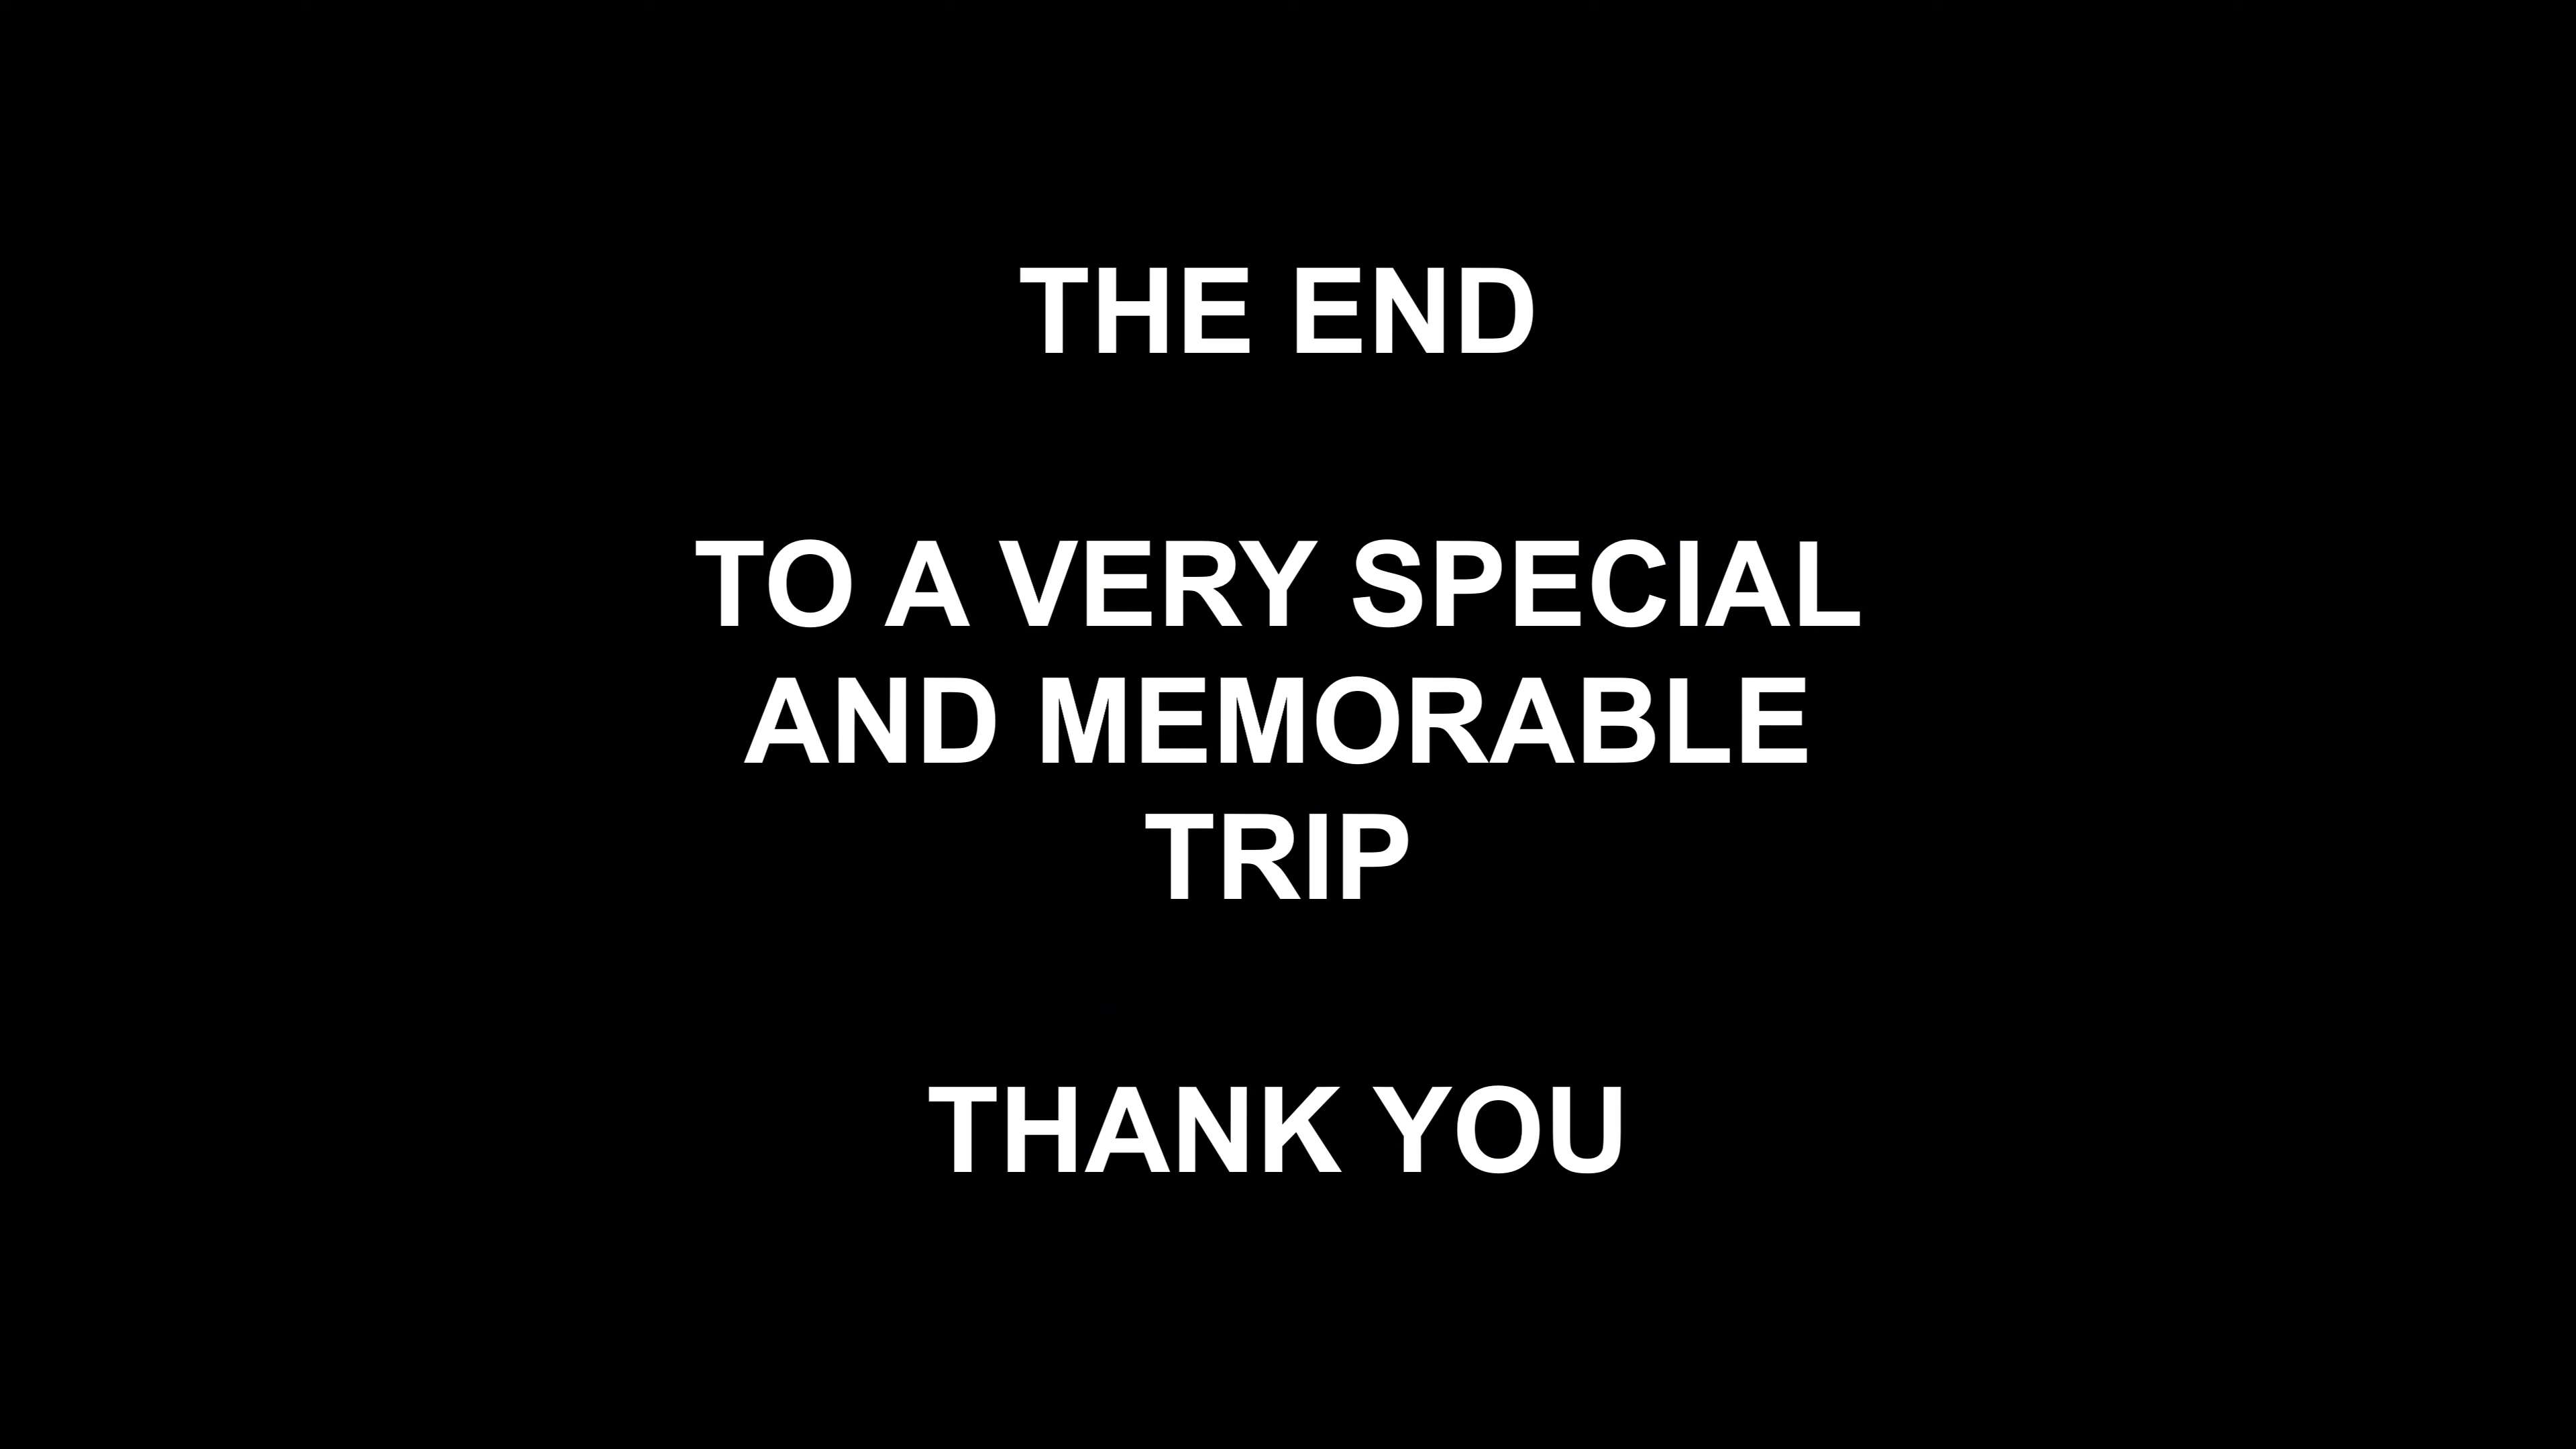 THE END
TO A VERY SPECIAL
AND MEMORABLE
TRIP
THANK YOU